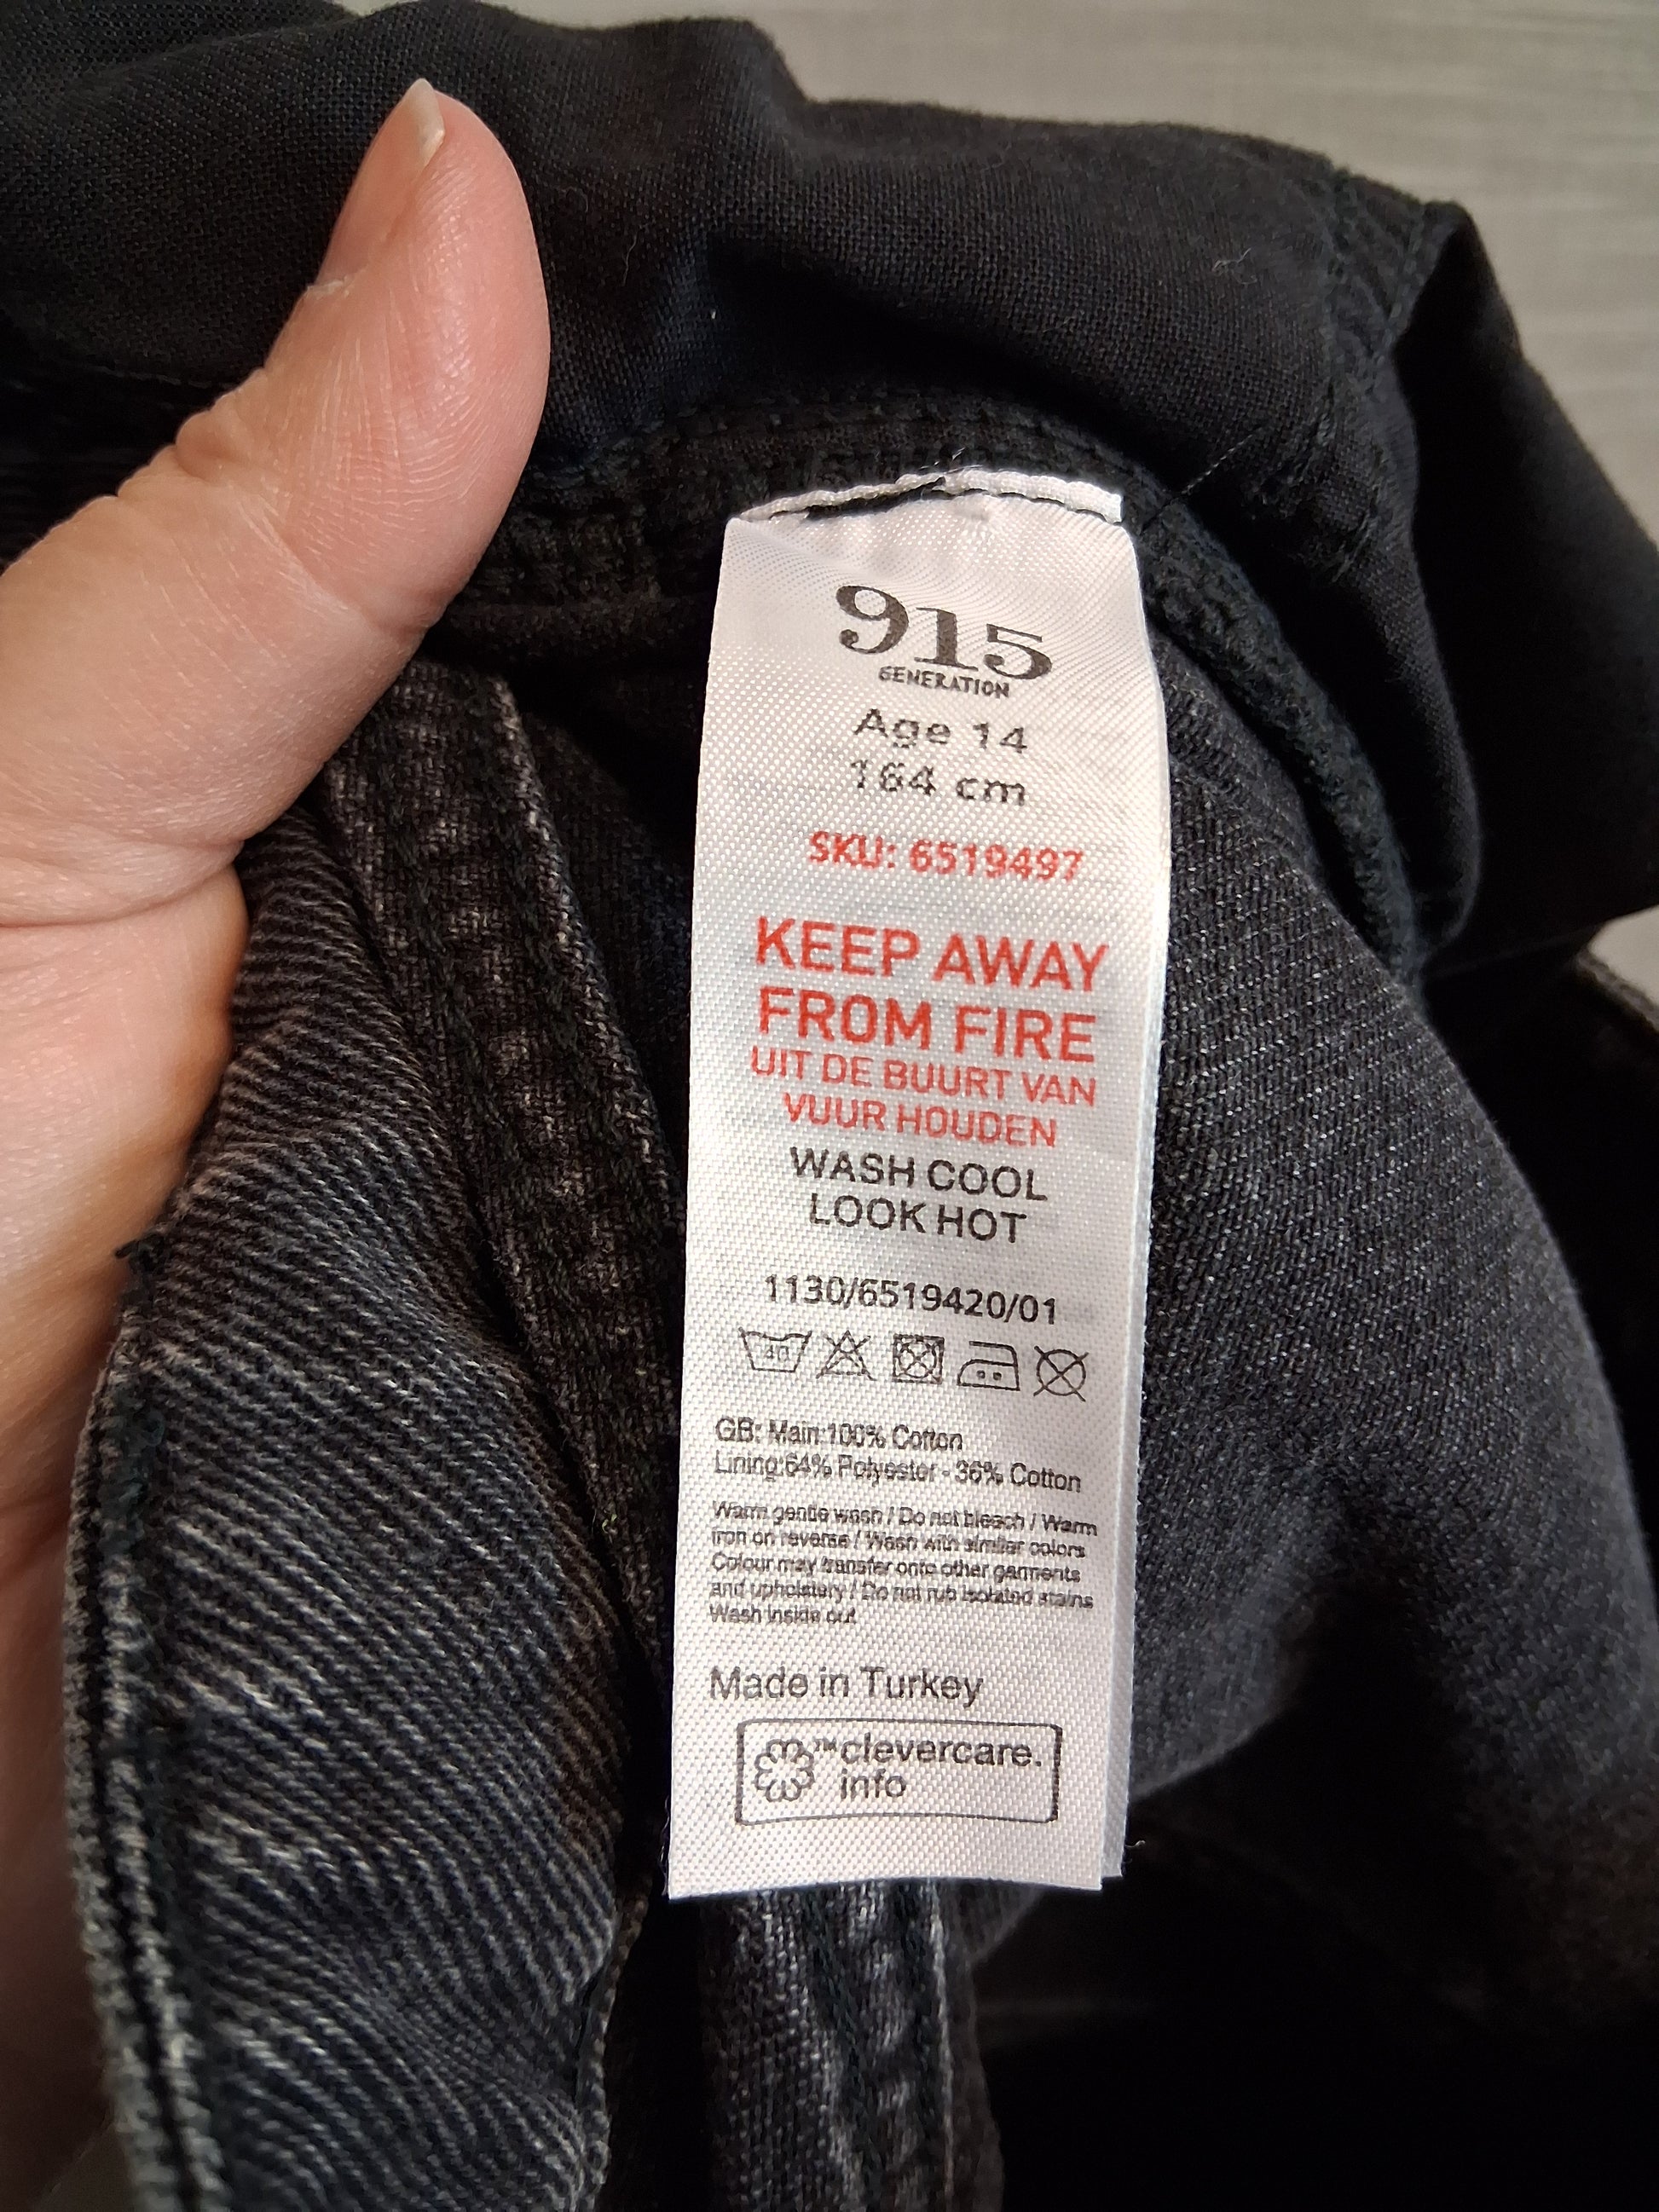 915
GENERATION
Age 14
164 cm
SKU: 6519497
KEEP AWAY
FROM FIRE
UIT DE BUURT VAN
VUUR HOUDEN
WASH COOL
LOOK HOT
1130/6519420/01
40
GB: Main:100% Cotton
Lining:64% Polyester - 36% Cotton
Warm gentle wash / Do not bleach / Warm
iron on reverse / Wash with similar colors
Colour may transfer onto other garments
and upholstery / Do not rub isolated stains
Wash inside out
Made in Turkey
™clevercare.
info